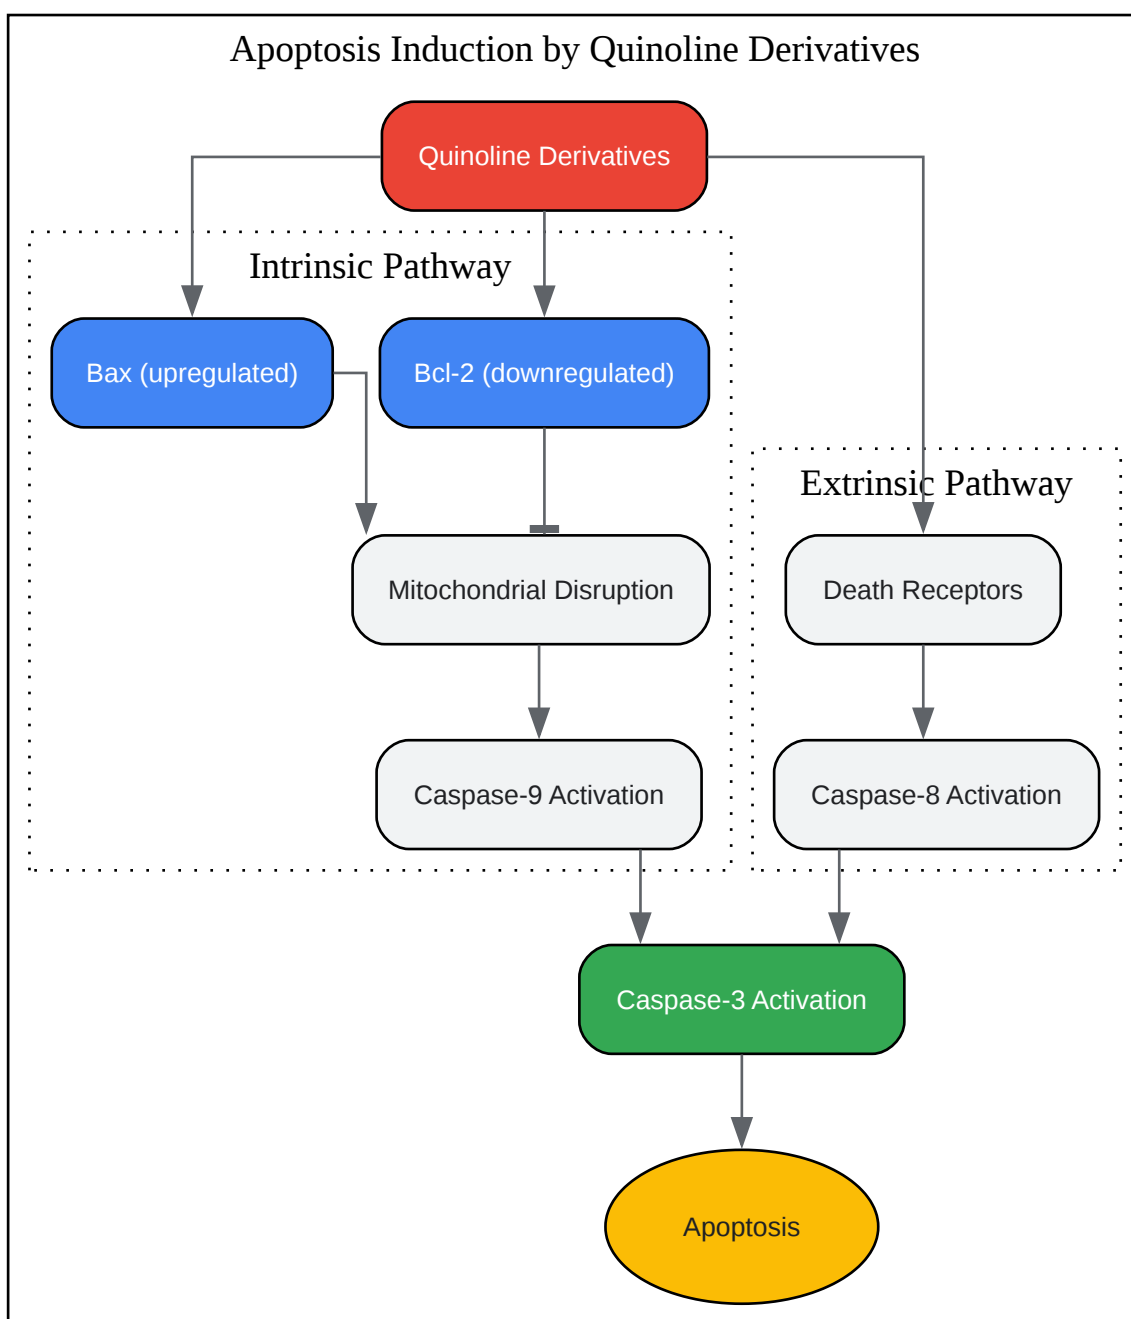 Apoptosis Induction by Quinoline Derivatives
Quinoline Derivatives
Intrinsic Pathway
Bax (upregulated)
Bcl-2 (downregulated)
Extrinsic Pathway
Mitochondrial Disruption
Death Receptors
Caspase-9 Activation
Caspase-8 Activation
Caspase-3 Activation
Apoptosis